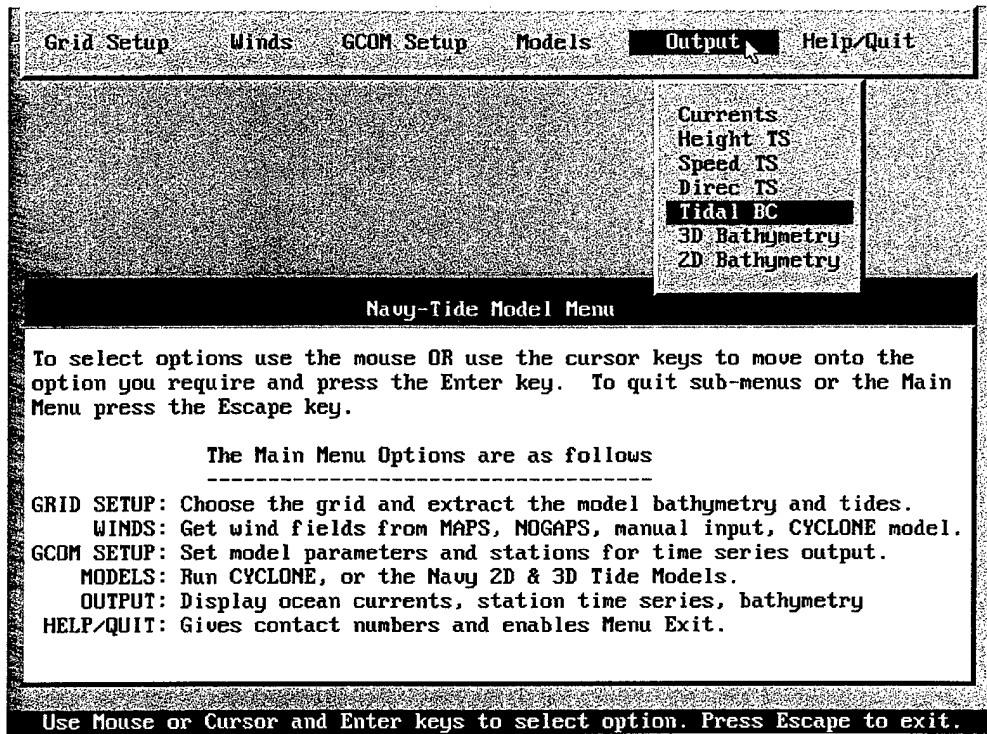 Grid Setup Winds GCOM Setup Models Output Help/Quit
Currents
Height TS
Speed TS
Direc TS
Tidal BC
3D Bathymetry
2D Bathymetry
Navy-Tide Model Menu
To select options use the mouse OR use the cursor keys to move onto the
option you require and press the Enter key. To quit sub-menus or the Main
Menu press the Escape key.
The Main Menu Options are as follows
------------------------------------
GRID SETUP: Choose the grid and extract the model bathymetry and tides.
WINDS: Get wind fields from MAPS, NOGAPS, manual input, CYCLONE model.
GCOM SETUP: Set model parameters and stations for time series output.
MODELS: Run CYCLONE, or the Navy 2D & 3D Tide Models.
OUTPUT: Display ocean currents, station time series, bathymetry
HELP/QUIT: Gives contact numbers and enables Menu Exit.
Use Mouse or Cursor and Enter keys to select option. Press Escape to exit.